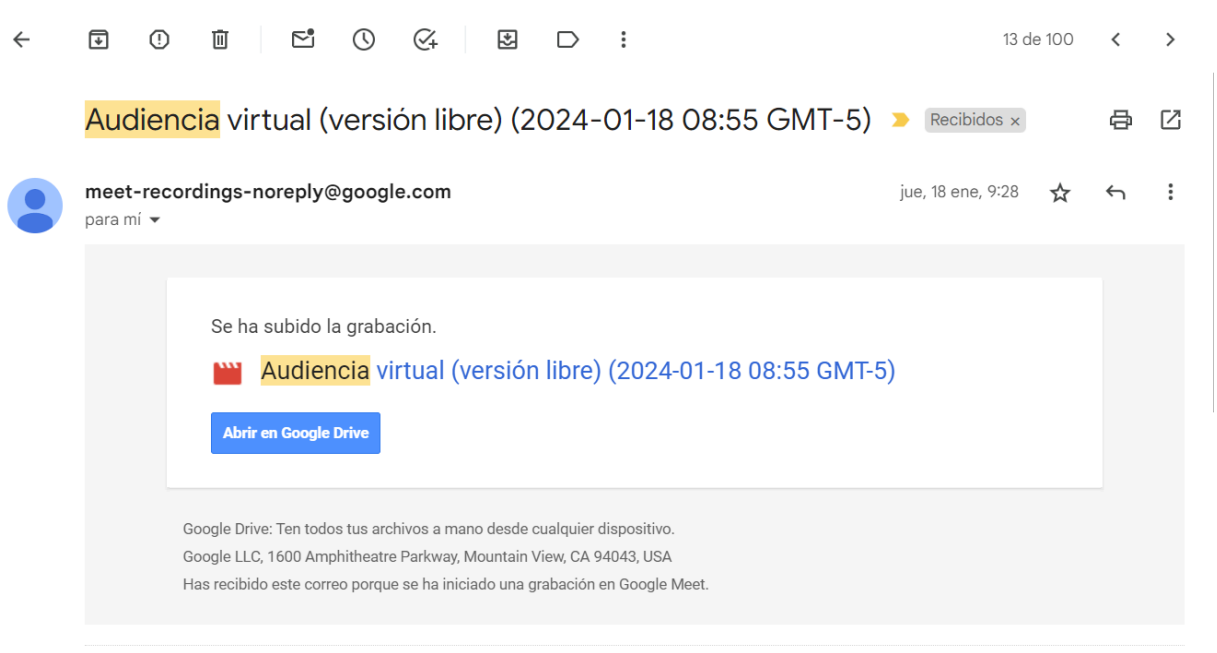 13 de 100
Audiencia virtual (versión libre) (2024-01-18 08:55 GMT-5) Recibidos ×
meet-recordings-noreply@google.com jue, 18 ene, 9:28
para mí
Se ha subido la grabación.
Audiencia virtual (versión libre) (2024-01-18 08:55 GMT-5)
Abrir en Google Drive
Google Drive: Ten todos tus archivos a mano desde cualquier dispositivo.
Google LLC, 1600 Amphitheatre Parkway, Mountain View, CA 94043, USA
Has recibido este correo porque se ha iniciado una grabación en Google Meet.